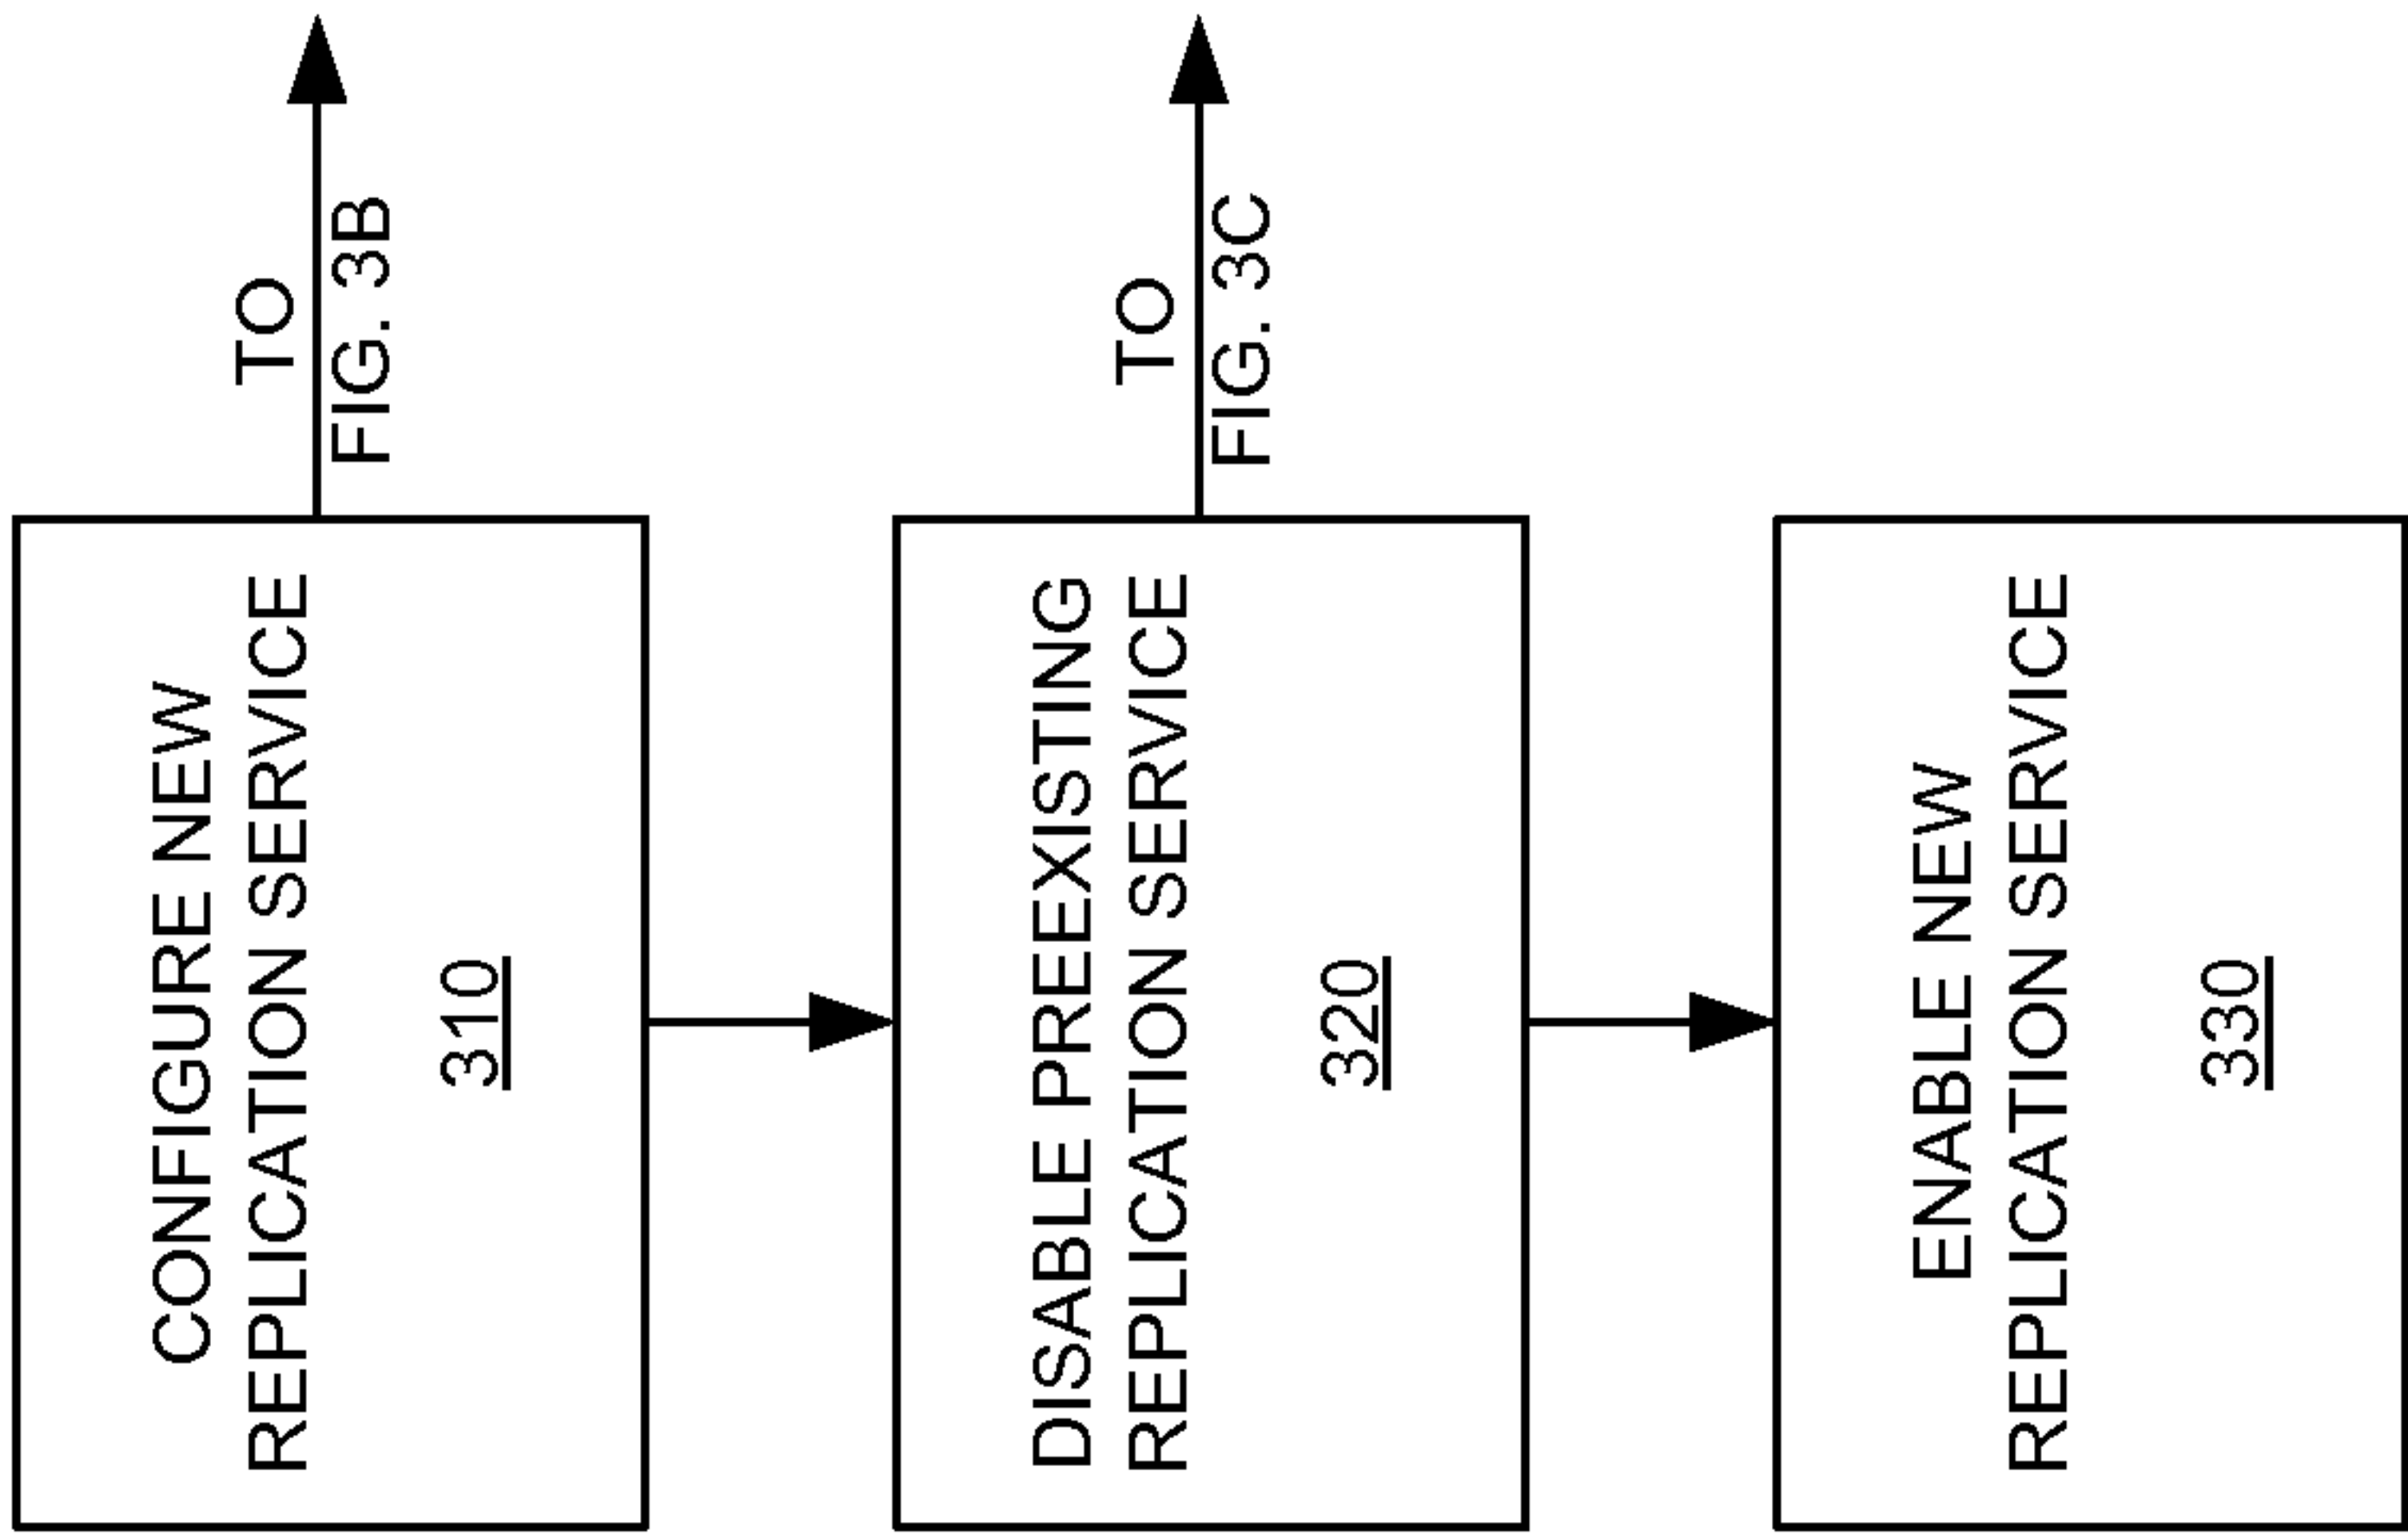 CONFIGURE NEW
REPLICATION SERVICE
310
TO
FIG. 3B
DISABLE PREEXISTING
REPLICATION SERVICE
320
TO
FIG. 3C
ENABLE NEW
REPLICATION SERVICE
330